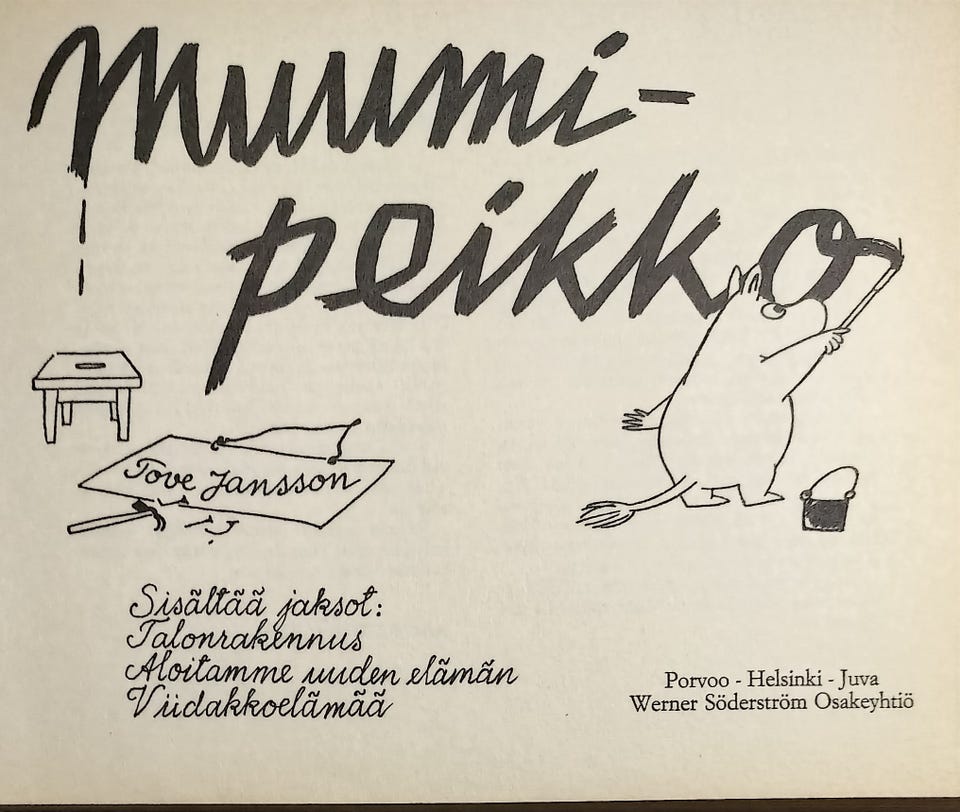 Muumi-
peikko
Tove Jansson
Sisältää jaksot:
Talonrakennus
Aloitamme uuden elämän
Viidakkoelämää
Porvoo - Helsinki - Juva
Werner Söderström Osakeyhtiö